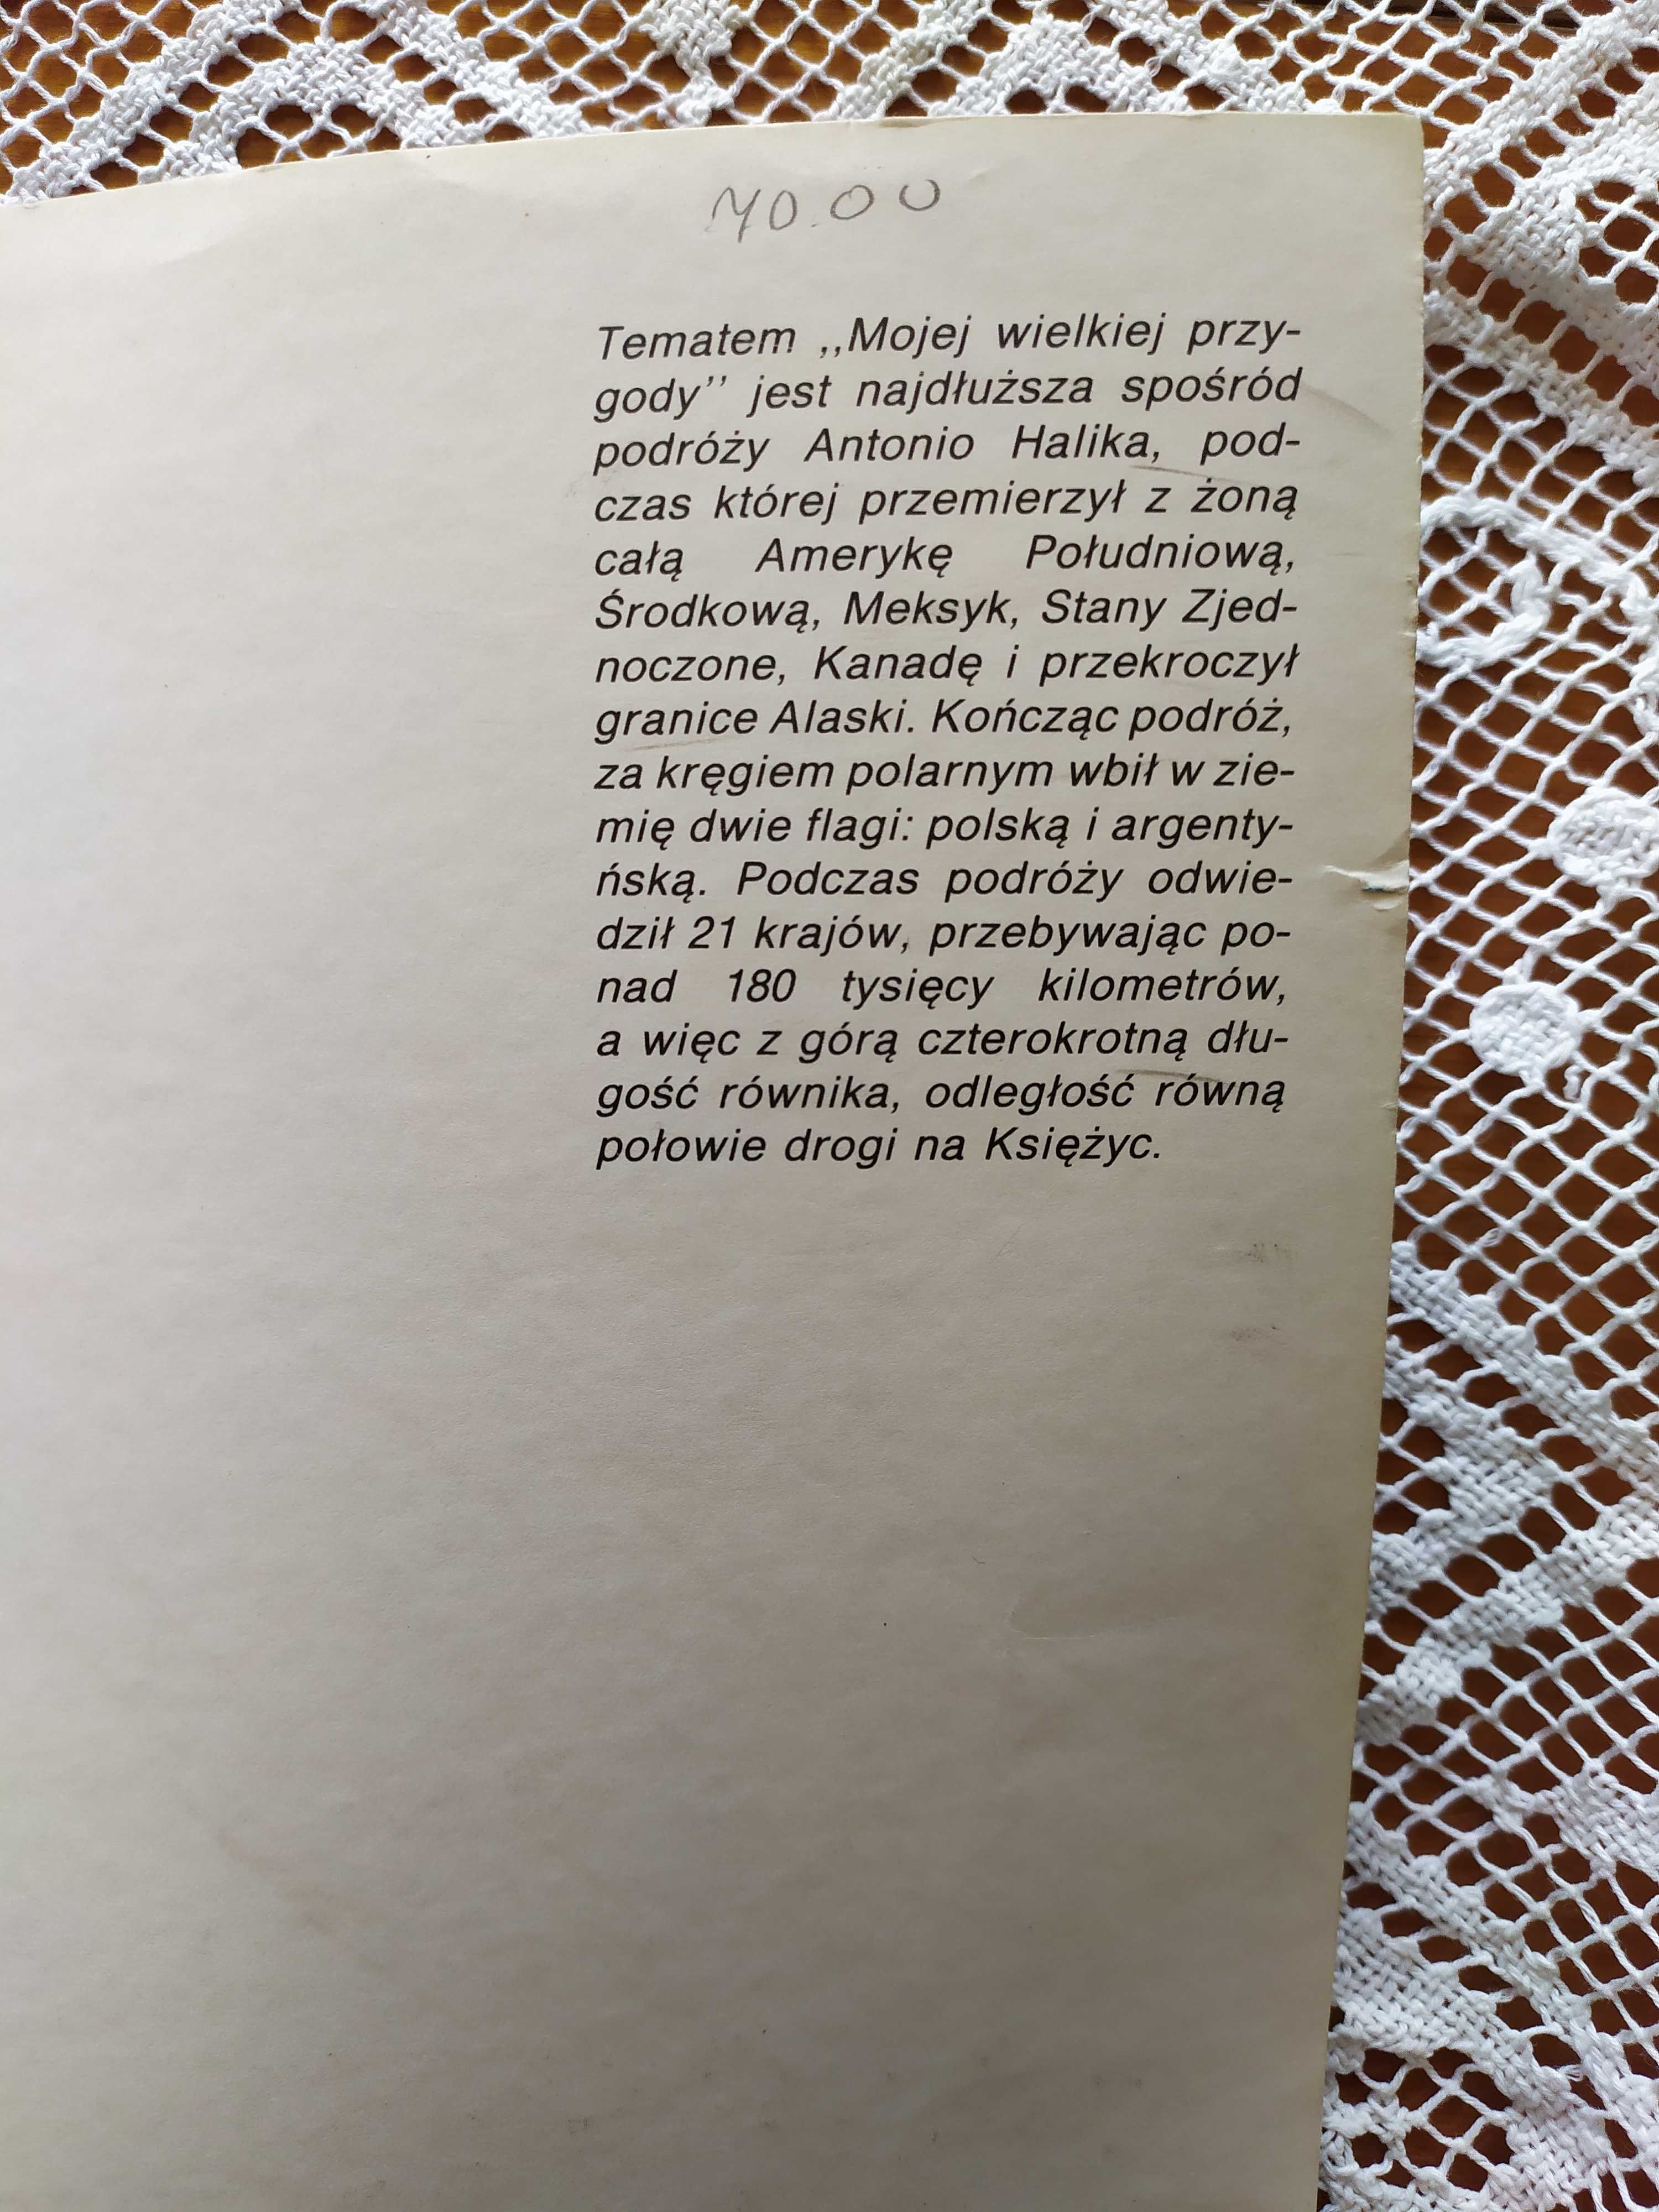 70.00
Tematem ,,Mojej wielkiej przy-
gody'' jest najdłuższa spośród
podróży Antonio Halika, pod-
czas której przemierzył z żoną
całą Amerykę Południową,
Środkową, Meksyk, Stany Zjed-
noczone, Kanadę i przekroczył
granice Alaski. Kończąc podróż,
za kręgiem polarnym wbił w zie-
mię dwie flagi: polską i argenty-
ńską. Podczas podróży odwie-
dził 21 krajów, przebywając po-
nad 180 tysięcy kilometrów,
a więc z górą czterokrotną dłu-
gość równika, odległość równą
połowie drogi na Księżyc.